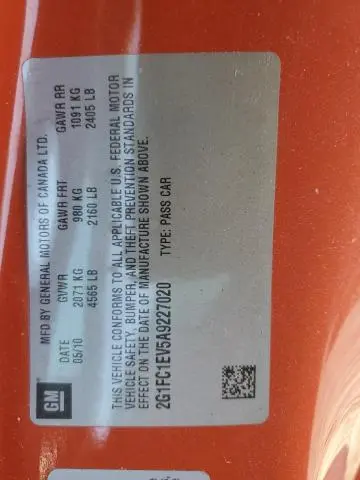 MFD BY GENERAL MOTORS OF CANADA LTD.
DATE GVWR GAWR FRT GAWR RR
05/10 2071 KG 980 KG 1091 KG
4565 LB 2160 LB 2405 LB
THIS VEHICLE CONFORMS TO ALL APPLICABLE U.S. FEDERAL MOTOR
VEHICLE SAFETY, BUMPER, AND THEFT PREVENTION STANDARDS IN
EFFECT ON THE DATE OF MANUFACTURE SHOWN ABOVE.
2G1FC1EV5A9227020 TYPE: PASS CAR
GM